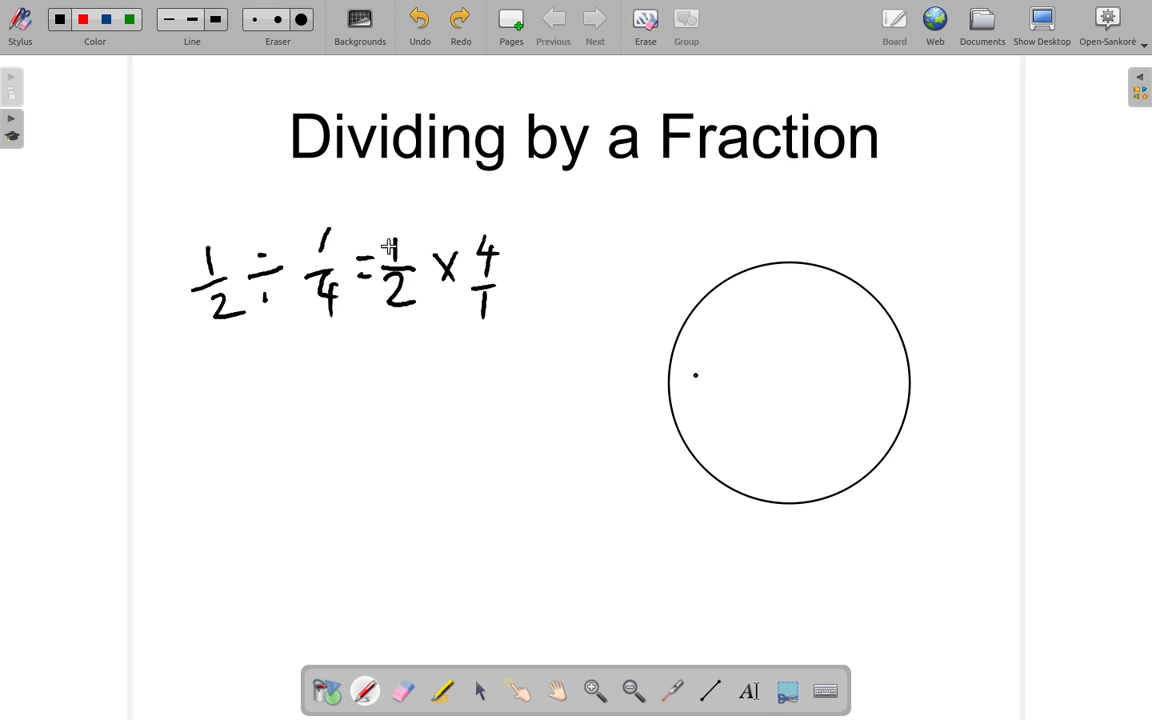 Stylus Color Line Eraser Backgrounds Undo Redo Pages Previous Next Erase Group Board Web Documents Show Desktop Open-Sankoré
Dividing by a Fraction
1/2 ÷ 1/4 = 1/2 × 4/1